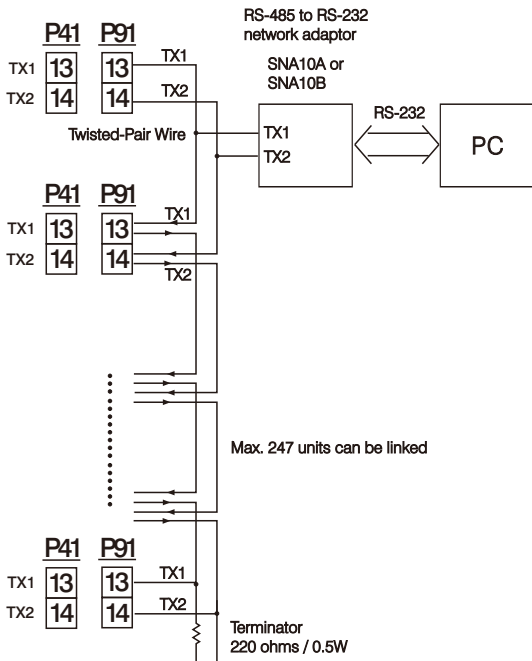 RS-485 to RS-232
network adaptor
SNA10A or
SNA10B
P41 P91
TX1 13 13 TX1
TX2 14 14 TX2
Twisted-Pair Wire
TX1
TX2
RS-232
PC
P41 P91
TX1 13 13 TX1
TX2 14 14 TX2
Max. 247 units can be linked
P41 P91
TX1 13 13 TX1
TX2 14 14 TX2
Terminator
220 ohms / 0.5W